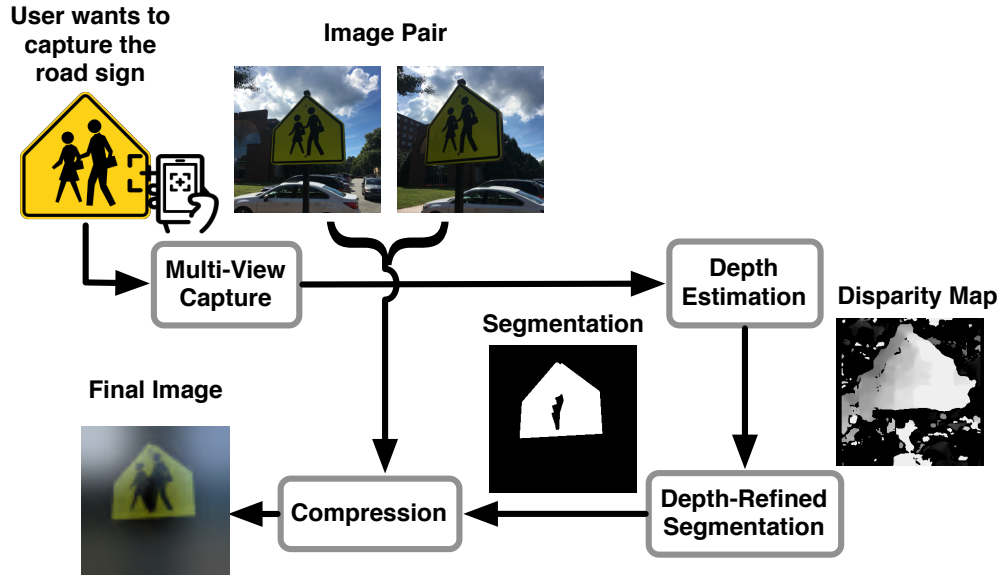 User wants to
capture the
road sign
Image Pair
Multi-View
Capture
Depth
Estimation
Disparity Map
Segmentation
Final Image
Compression
Depth-Refined
Segmentation